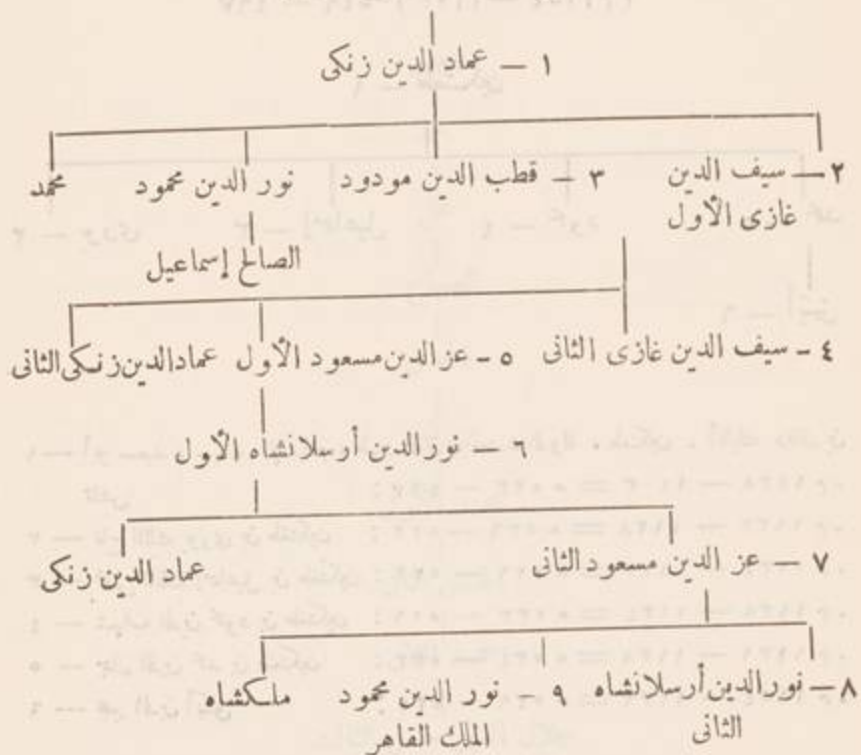 ١ — عماد الدين زنكى
٢ — سيف الدين ٣ — قطب الدين مودود نور الدين محمود محمد
غازى الأول
الصالح إسماعيل
٤ - سيف الدين غازى الثانى ٥ - عز الدين مسعود الأول عماد الدين زنكى الثانى
٦ — نور الدين أرسلانشاه الأول
٧ — عز الدين مسعود الثانى عماد الدين زنكى
٨ — نور الدين أرسلانشاه ٩ - نور الدين محمود ملكشاه
الثانى الملك القاهر